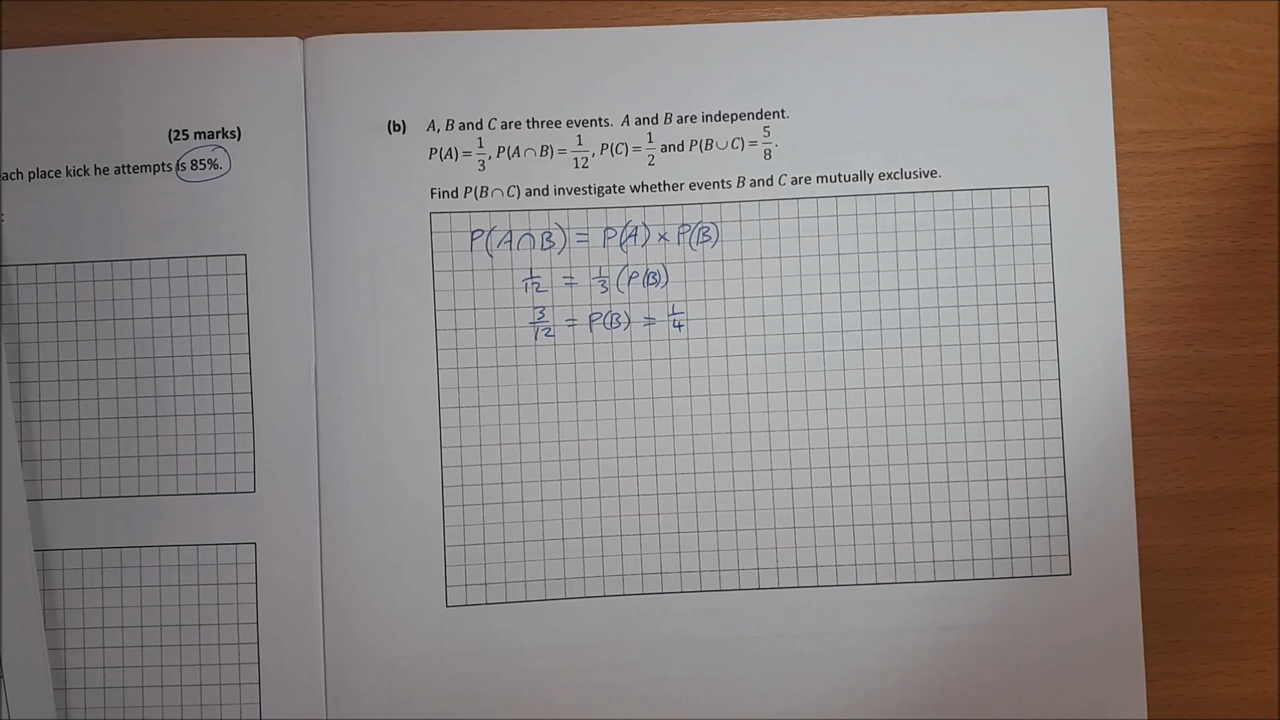 (25 marks)
ach place kick he attempts is 85%.
:
(b) A, B and C are three events. A and B are independent.
P(A) = 1/3, P(A∩B) = 1/12, P(C) = 1/2 and P(B∪C) = 5/8.
Find P(B∩C) and investigate whether events B and C are mutually exclusive.
P(A∩B) = P(A) × P(B)
1/12 = 1/3 (P(B))
3/12 = P(B) = 1/4